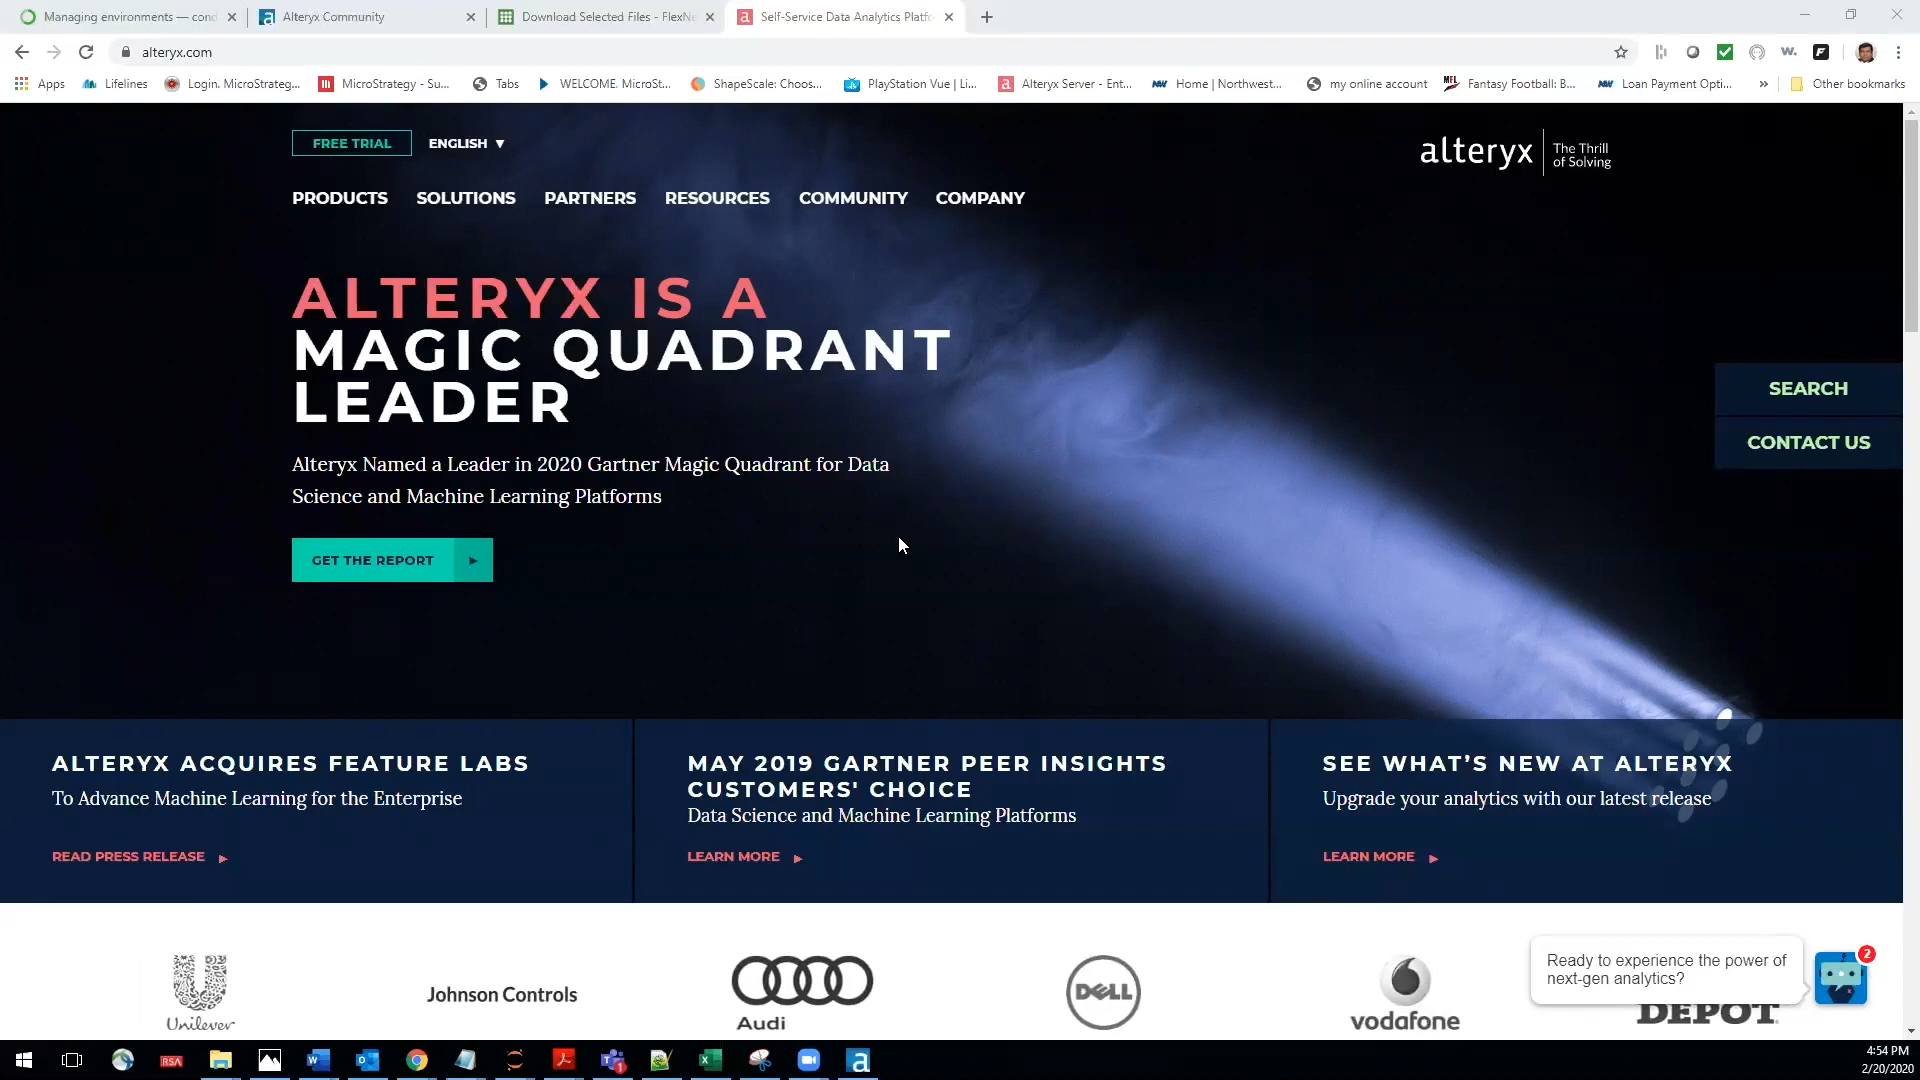 Managing environments — cond
Alteryx Community
Download Selected Files - FlexNe
Self-Service Data Analytics Platfo
alteryx.com
Apps
Lifelines
Login. MicroStrateg...
MicroStrategy - Su...
Tabs
WELCOME. MicroSt...
ShapeScale: Choos...
PlayStation Vue | Li...
Alteryx Server - Ent...
Home | Northwest...
my online account
Fantasy Football: B...
Loan Payment Opti...
»
Other bookmarks
FREE TRIAL
ENGLISH ▼
alteryx
The Thrill
of Solving
PRODUCTS
SOLUTIONS
PARTNERS
RESOURCES
COMMUNITY
COMPANY
ALTERYX IS A
MAGIC QUADRANT
LEADER
SEARCH
CONTACT US
Alteryx Named a Leader in 2020 Gartner Magic Quadrant for Data
Science and Machine Learning Platforms
GET THE REPORT
ALTERYX ACQUIRES FEATURE LABS
To Advance Machine Learning for the Enterprise
READ PRESS RELEASE
MAY 2019 GARTNER PEER INSIGHTS
CUSTOMERS' CHOICE
Data Science and Machine Learning Platforms
LEARN MORE
SEE WHAT'S NEW AT ALTERYX
Upgrade your analytics with our latest release
LEARN MORE
Unilever
Johnson Controls
Audi
DELL
vodafone
DEPOT
Ready to experience the power of
next-gen analytics?
2
RSA
4:54 PM
2/20/2020